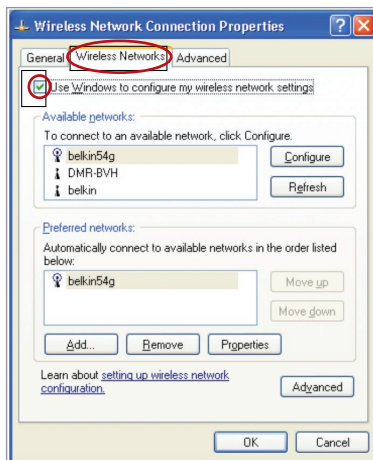 Wireless Network Connection Properties
General Wireless Networks Advanced
Use Windows to configure my wireless network settings
Available networks:
To connect to an available network, click Configure.
belkin54g
Configure
DMR-BVH
belkin
Refresh
Preferred networks:
Automatically connect to available networks in the order listed
below:
belkin54g
Move up
Move down
Add... Remove Properties
Learn about setting up wireless network
configuration.
Advanced
OK Cancel